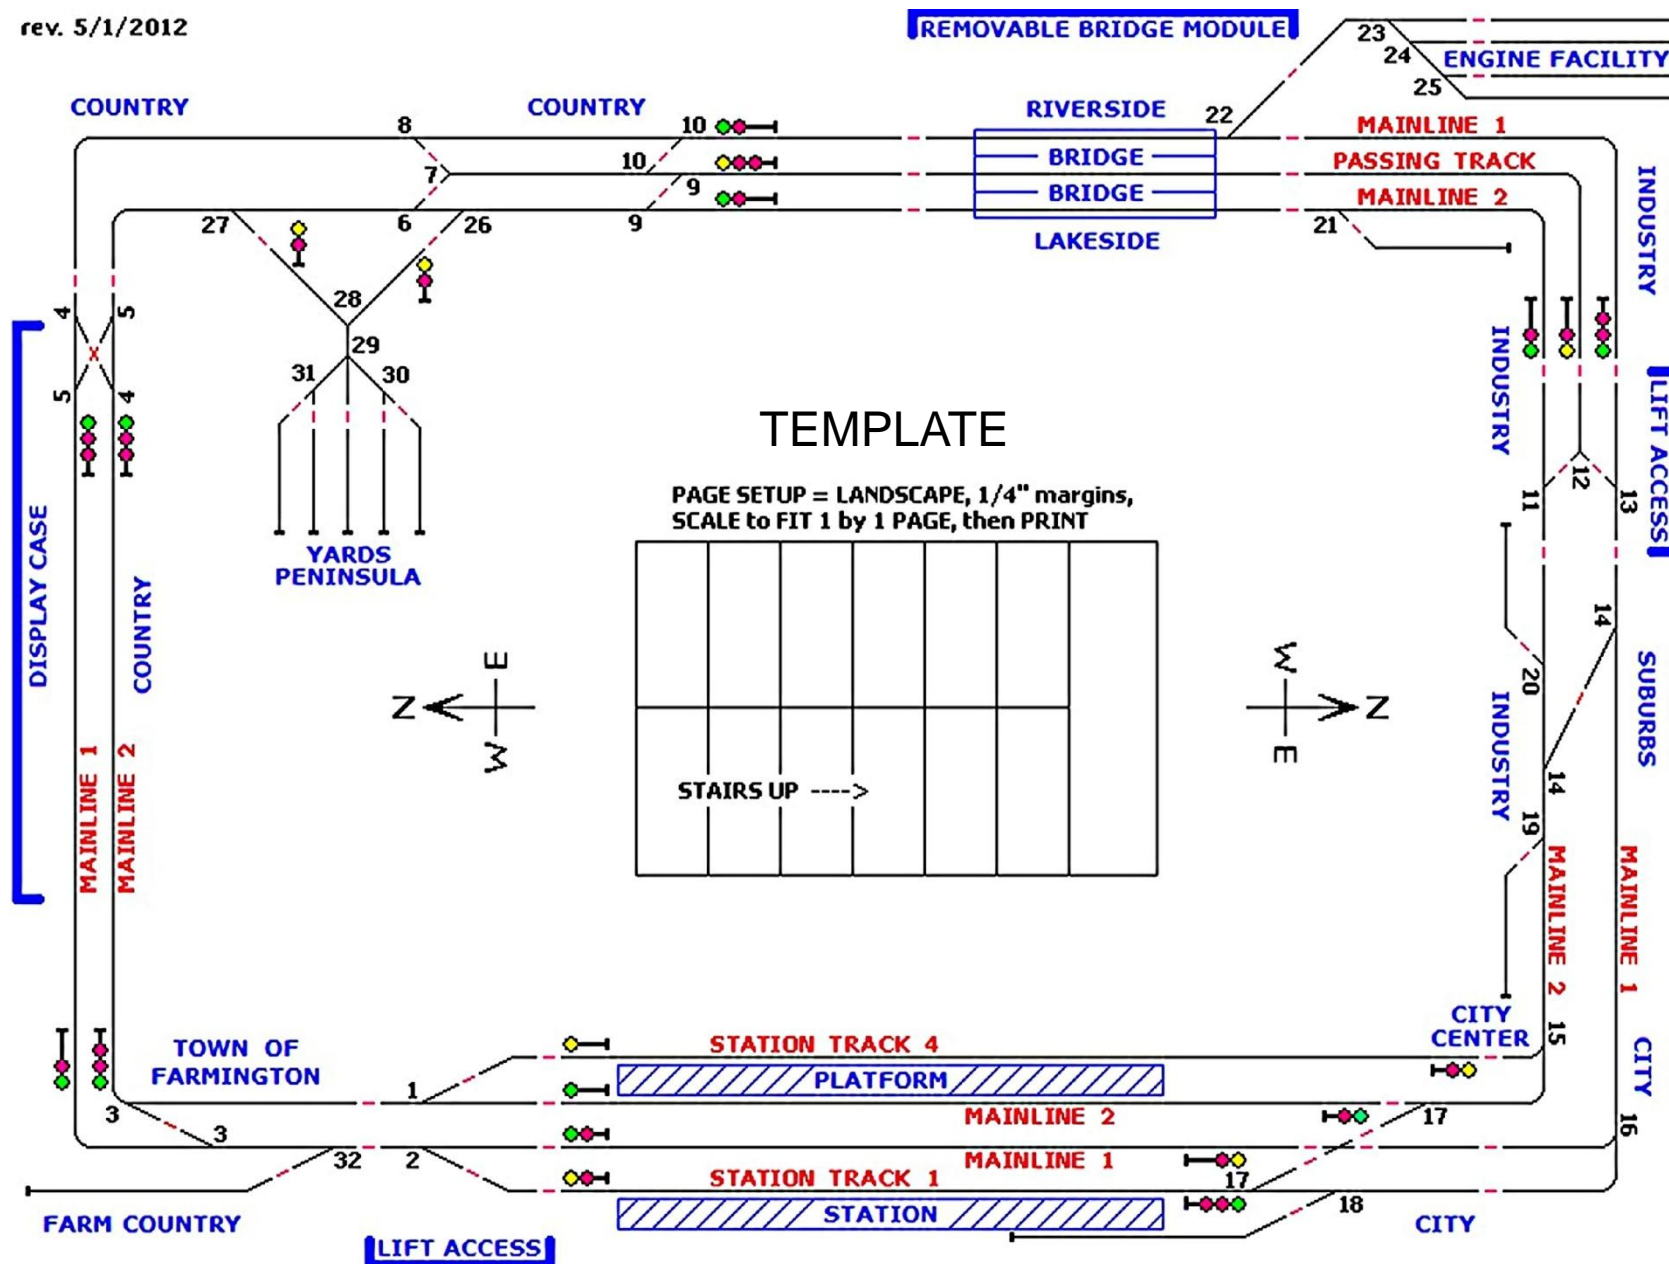 rev. 5/1/2012
REMOVABLE BRIDGE MODULE
23
24
ENGINE FACILITY
25
COUNTRY
COUNTRY
RIVERSIDE
22
8
10
MAINLINE 1
10
BRIDGE
PASSING TRACK
7
9
BRIDGE
MAINLINE 2
27
6
26
9
LAKESIDE
21
INDUSTRY
28
4
5
29
31
30
5
4
INDUSTRY
LIFT ACCESS
TEMPLATE
12
11
13
PAGE SETUP = LANDSCAPE, 1/4" margins,
SCALE to FIT 1 by 1 PAGE, then PRINT
DISPLAY CASE
YARDS
PENINSULA
COUNTRY
14
20
SUBURBS
E
N
W
W
N
E
INDUSTRY
MAINLINE 1
MAINLINE 2
STAIRS UP ---->
14
19
MAINLINE 2
MAINLINE 1
CITY
CENTER
15
CITY
TOWN OF
FARMINGTON
STATION TRACK 4
PLATFORM
1
3
MAINLINE 2
17
16
3
32
2
MAINLINE 1
STATION TRACK 1
17
18
FARM COUNTRY
STATION
CITY
LIFT ACCESS